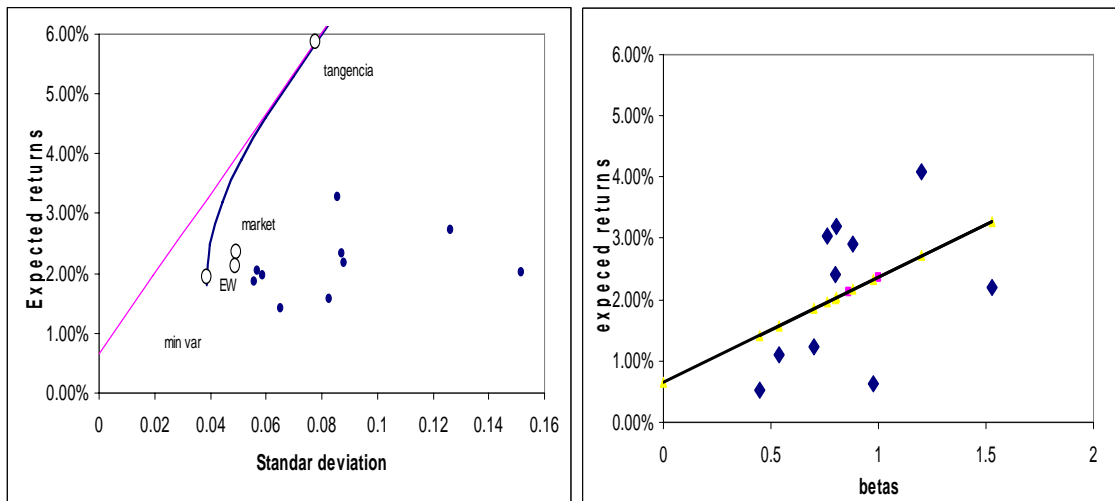 6.00%
5.00%
4.00%
3.00%
2.00%
1.00%
0.00%
Expected returns
tangencia
market
EW
min var
0 0.02 0.04 0.06 0.08 0.1 0.12 0.14 0.16
Standar deviation
6.00%
5.00%
4.00%
3.00%
2.00%
1.00%
0.00%
expeced returns
0 0.5 1 1.5 2
betas